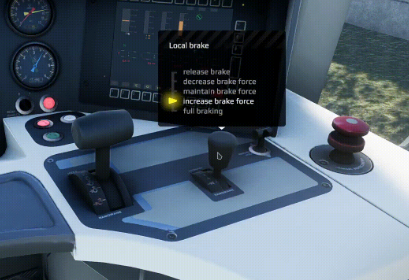 Local brake
release brake
decrease brake force
maintain brake force
increase brake force
full braking